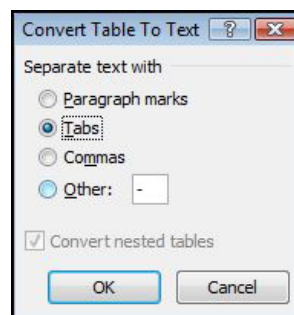 Convert Table To Text
Separate text with
Paragraph marks
Tabs
Commas
Other: -
Convert nested tables
OK Cancel